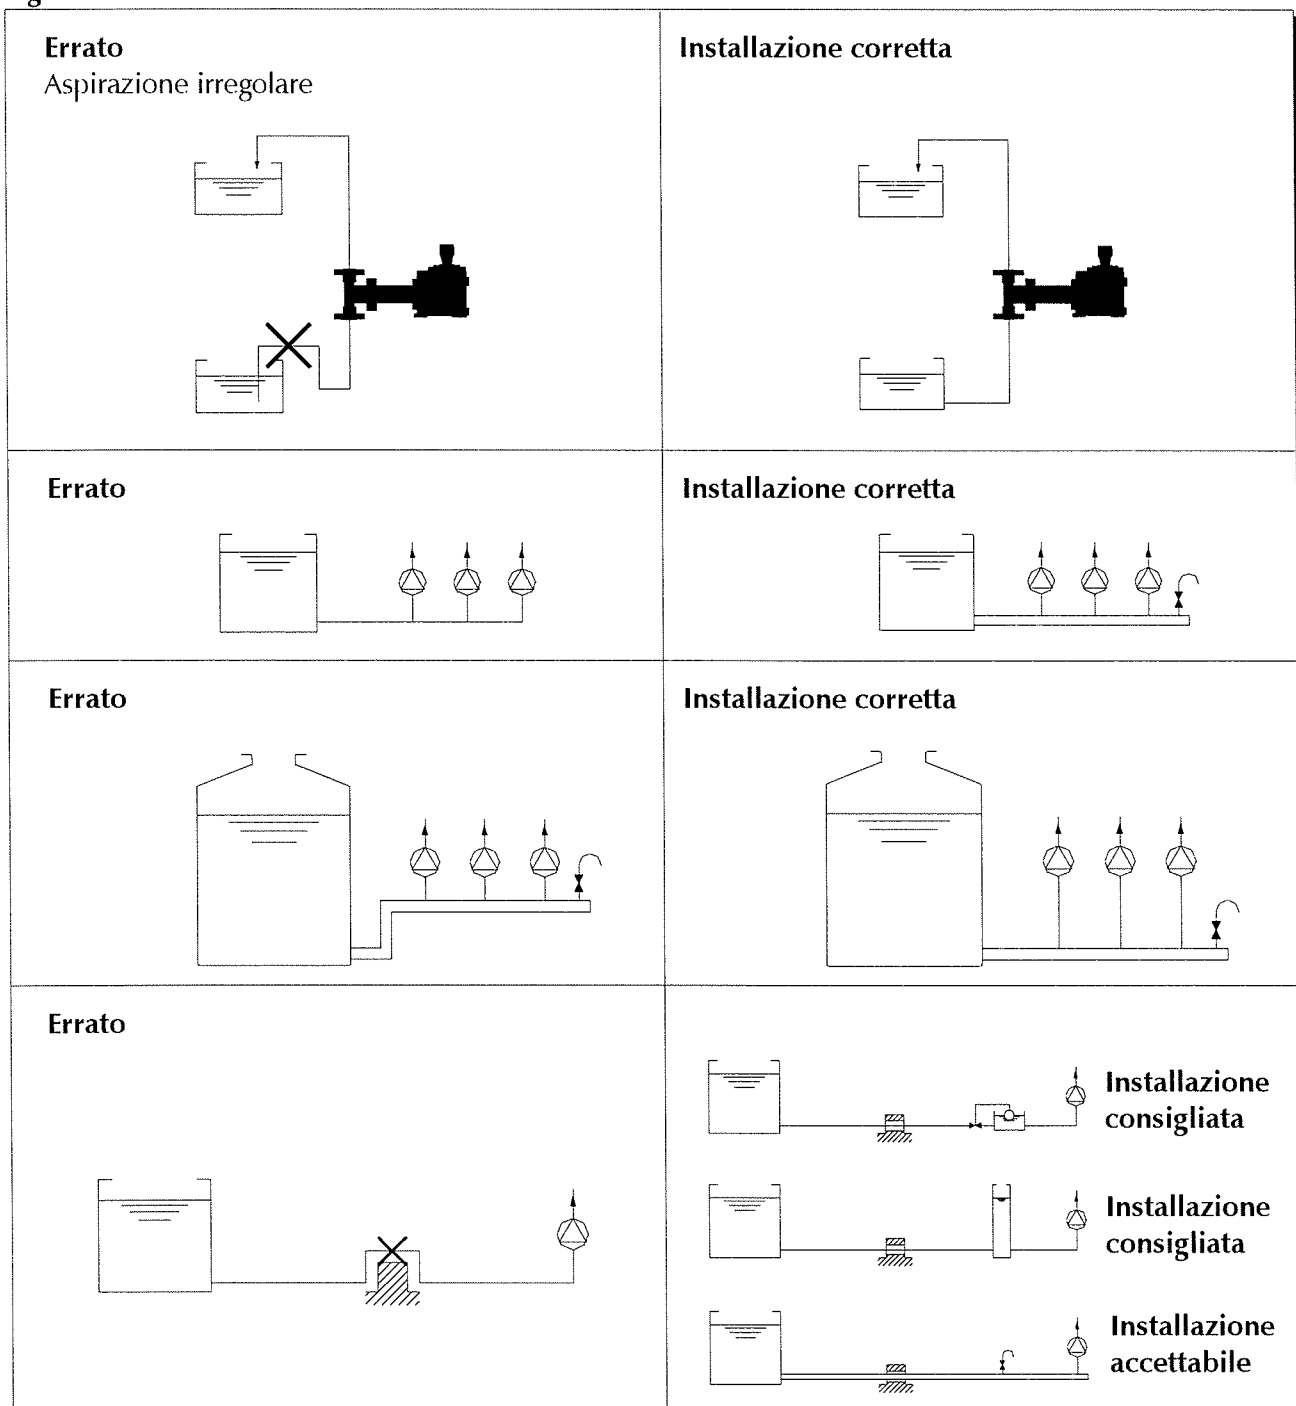 Errato
Aspirazione irregolare
Installazione corretta
Errato
Installazione corretta
Errato
Installazione corretta
Errato
Installazione
consigliata
Installazione
consigliata
Installazione
accettabile